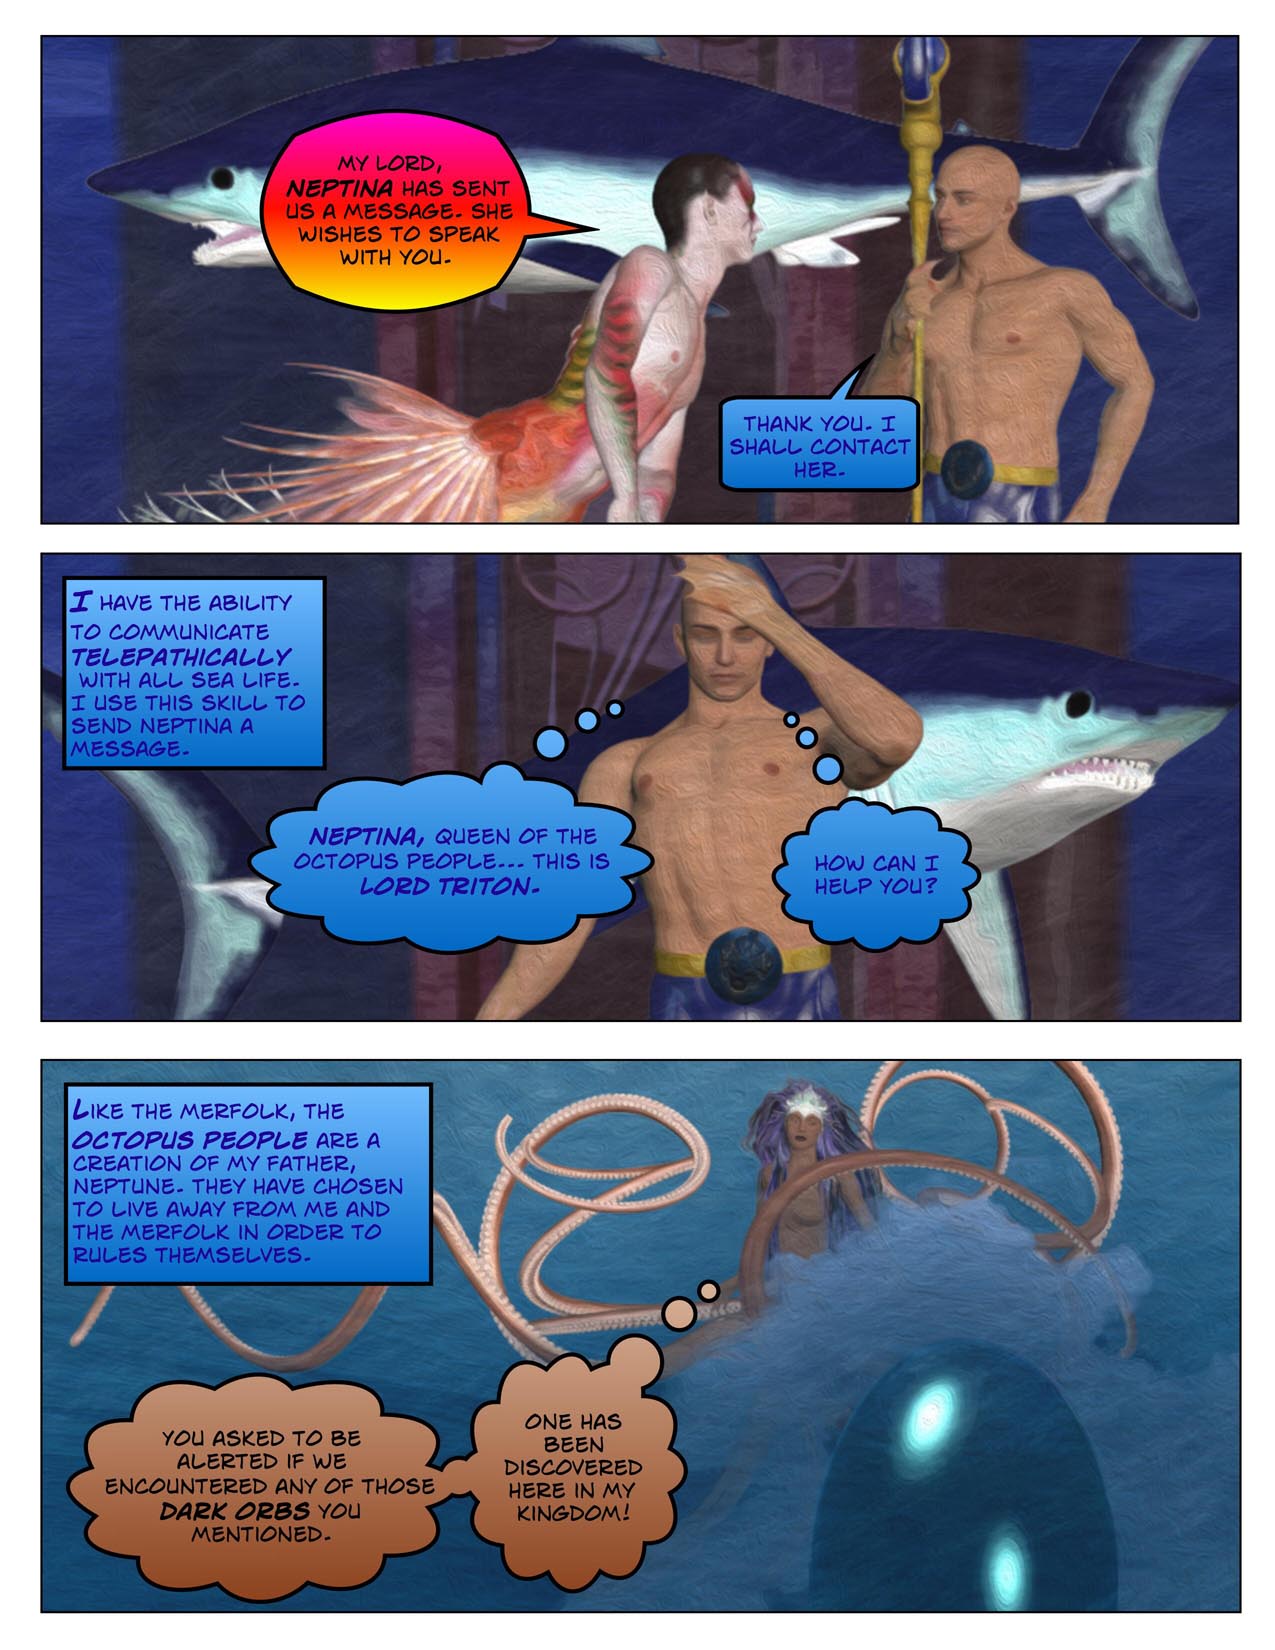 MY LORD,
NEPTINA HAS SENT
US A MESSAGE. SHE
WISHES TO SPEAK
WITH YOU.
THANK YOU. I
SHALL CONTACT
HER.
I HAVE THE ABILITY
TO COMMUNICATE
TELEPATHICALLY
WITH ALL SEA LIFE.
I USE THIS SKILL TO
SEND NEPTINA A
MESSAGE.
NEPTINA, QUEEN OF THE
OCTOPUS PEOPLE... THIS IS
LORD TRITON.
HOW CAN I
HELP YOU?
LIKE THE MERFOLK, THE
OCTOPUS PEOPLE ARE A
CREATION OF MY FATHER,
NEPTUNE. THEY HAVE CHOSEN
TO LIVE AWAY FROM ME AND
THE MERFOLK IN ORDER TO
RULES THEMSELVES.
YOU ASKED TO BE
ALERTED IF WE
ENCOUNTERED ANY OF THOSE
DARK ORBS YOU
MENTIONED.
ONE HAS
BEEN
DISCOVERED
HERE IN MY
KINGDOM!